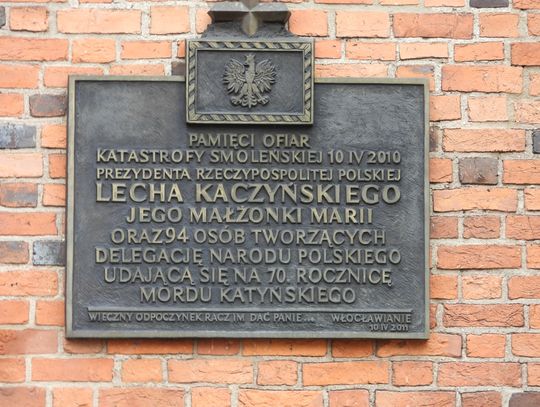 PAMIĘCI OFIAR
KATASTROFY SMOLEŃSKIEJ 10 IV 2010
PREZYDENTA RZECZYPOSPOLITEJ POLSKIEJ
LECHA KACZYŃSKIEGO
JEGO MAŁŻONKI MARII
ORAZ 94 OSÓB TWORZĄCYCH
DELEGACJĘ NARODU POLSKIEGO
UDAJĄCĄ SIĘ NA 70. ROCZNICĘ
MORDU KATYŃSKIEGO
WIECZNY ODPOCZYNEK RACZ IM DAĆ PANIE... WŁOCŁAWIANIE
10 IV 2011